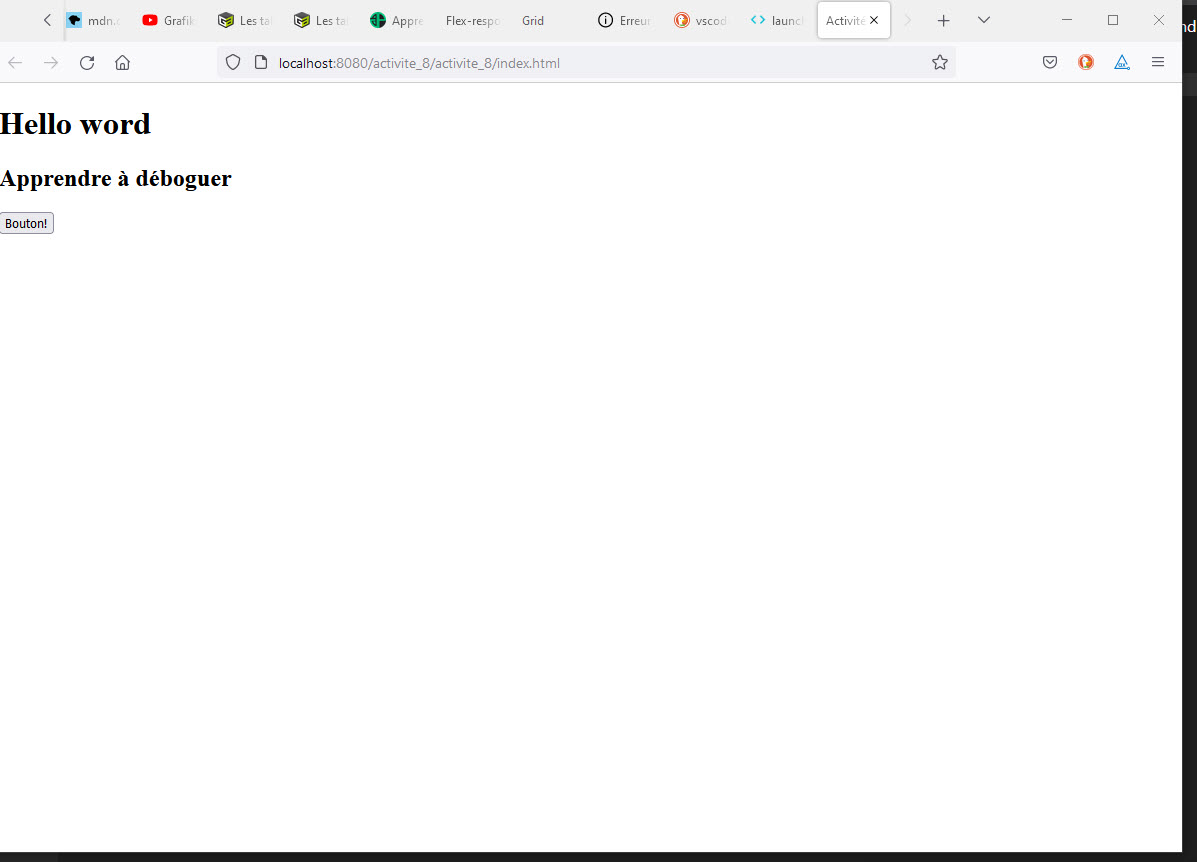 mdn.
Grafik
Les ta
Les ta
Appre
Flex-respo
Grid
Erreur
vscod
launc
Activité
localhost:8080/activite_8/activite_8/index.html
Hello word
Apprendre à déboguer
Bouton!